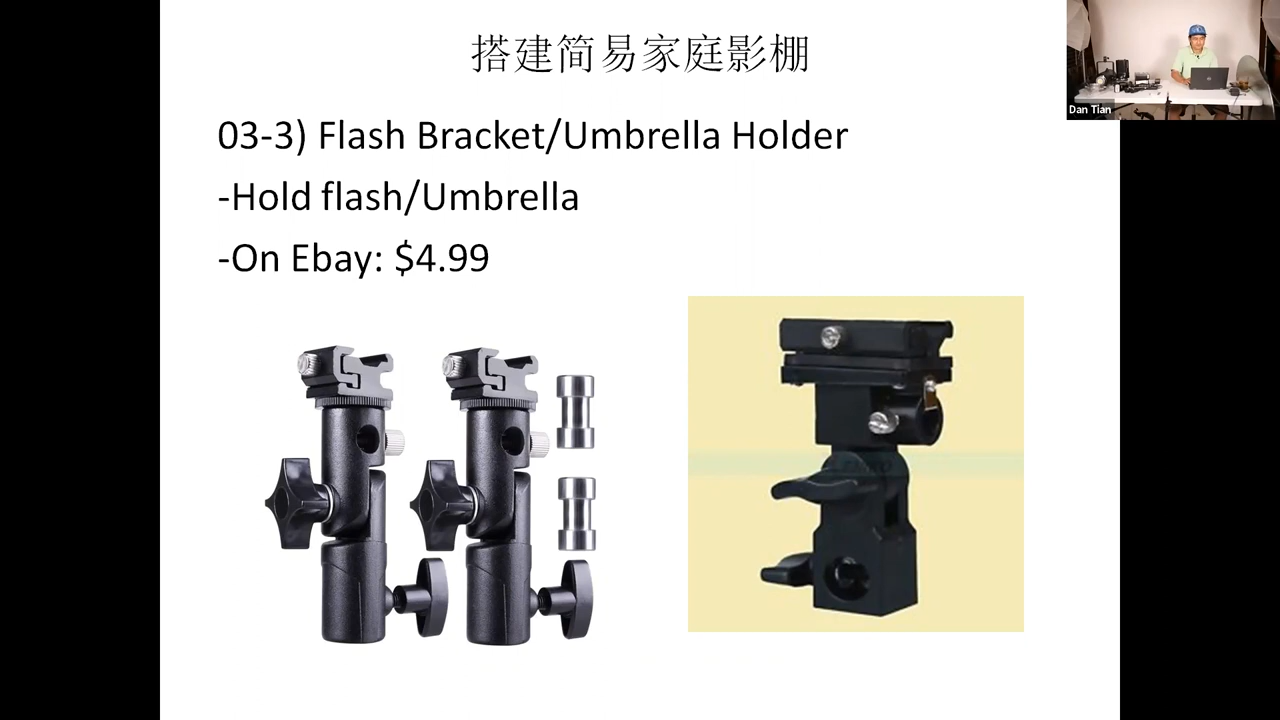 搭建简易家庭影棚
03-3) Flash Bracket/Umbrella Holder
-Hold flash/Umbrella
-On Ebay: $4.99
Dan Tian